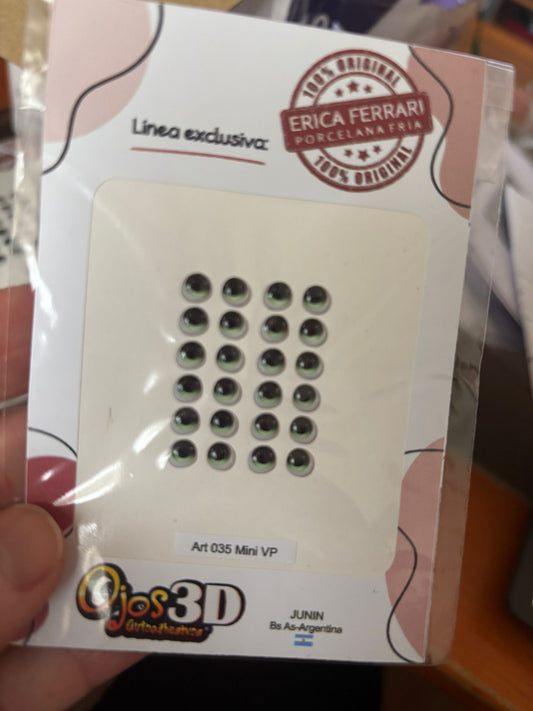 Línea exclusiva:
100% ORIGINAL
ERICA FERRARI
PORCELANA FRIA
100% ORIGINAL
Art 035 Mini VP
Ojos3D
Autoadhesivos
JUNIN
Bs As-Argentina